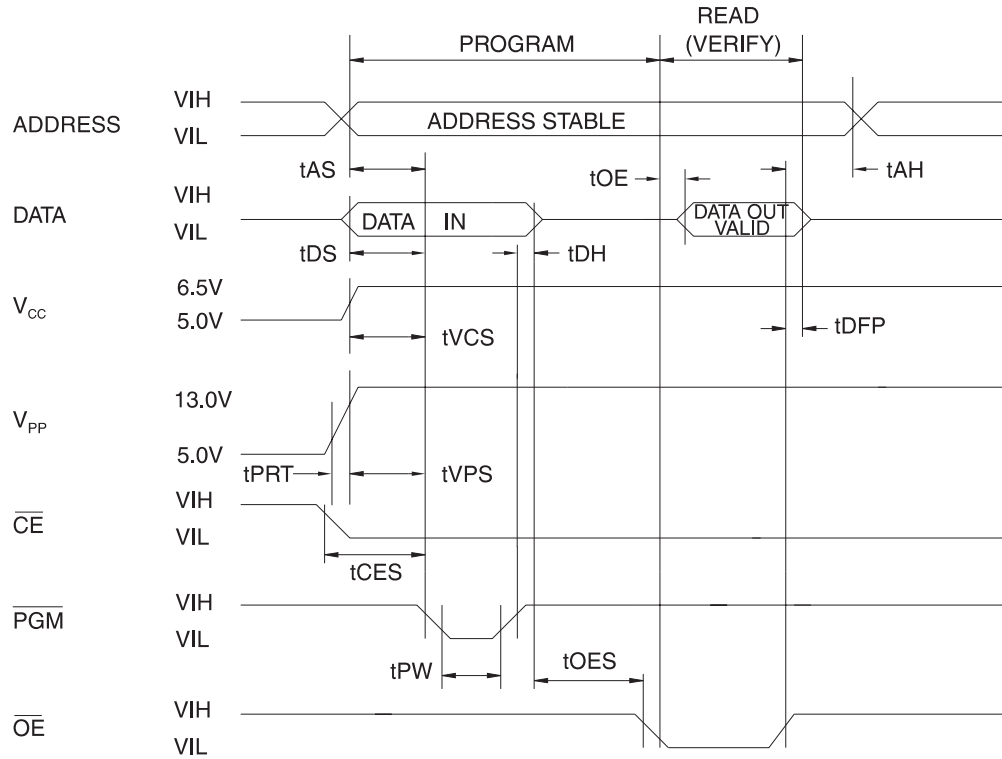 READ
PROGRAM (VERIFY)
ADDRESS VIH
VIL
ADDRESS STABLE
tAS
tOE
tAH
DATA VIH
VIL
DATA IN
DATA OUT
VALID
tDS
tDH
VCC 6.5V
5.0V
tVCS
tDFP
VPP 13.0V
5.0V
tPRT
tVPS
CE VIH
VIL
tCES
PGM VIH
VIL
tPW
tOES
OE VIH
VIL